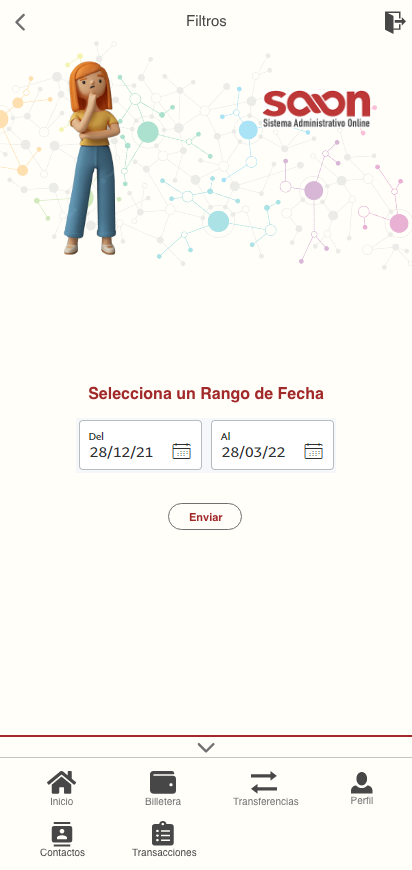 Filtros
saon
Sistema Administrativo Online
Selecciona un Rango de Fecha
Del
Al
28/12/21
28/03/22
Enviar
Inicio
Billetera
Transferencias
Perfil
Contactos
Transacciones